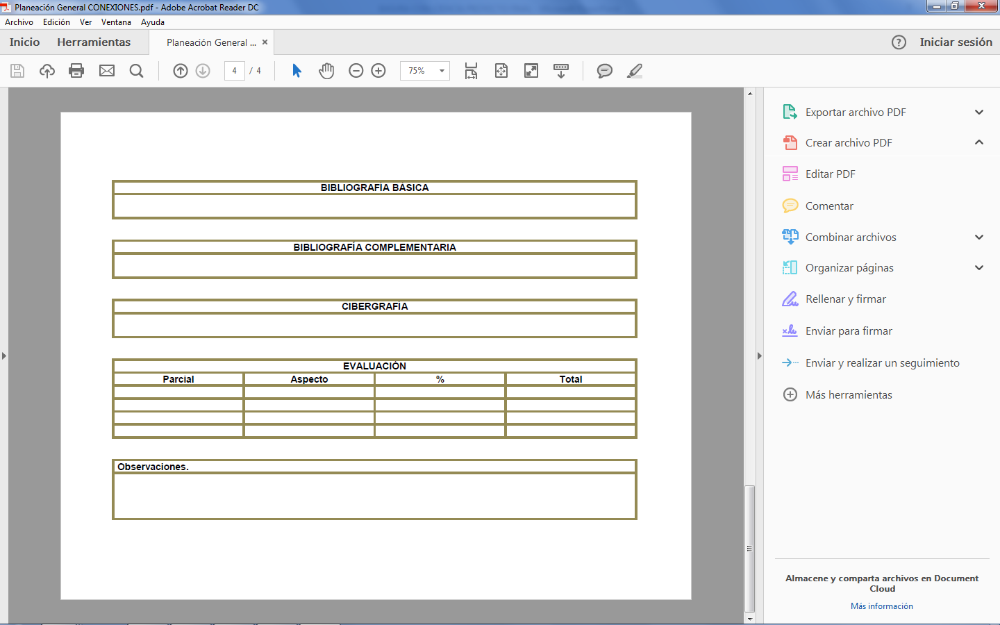 Planeación General CONEXIONES.pdf - Adobe Acrobat Reader DC
Archivo Edición Ver Ventana Ayuda
Inicio Herramientas Planeación General ... × Iniciar sesión
4 / 4 75%
BIBLIOGRAFÍA BÁSICA
BIBLIOGRAFÍA COMPLEMENTARIA
CIBERGRAFÍA
EVALUACIÓN
Parcial Aspecto % Total
Observaciones.
Exportar archivo PDF
Crear archivo PDF
Editar PDF
Comentar
Combinar archivos
Organizar páginas
Rellenar y firmar
Enviar para firmar
Enviar y realizar un seguimiento
Más herramientas
Almacene y comparta archivos en Document
Cloud
Más información